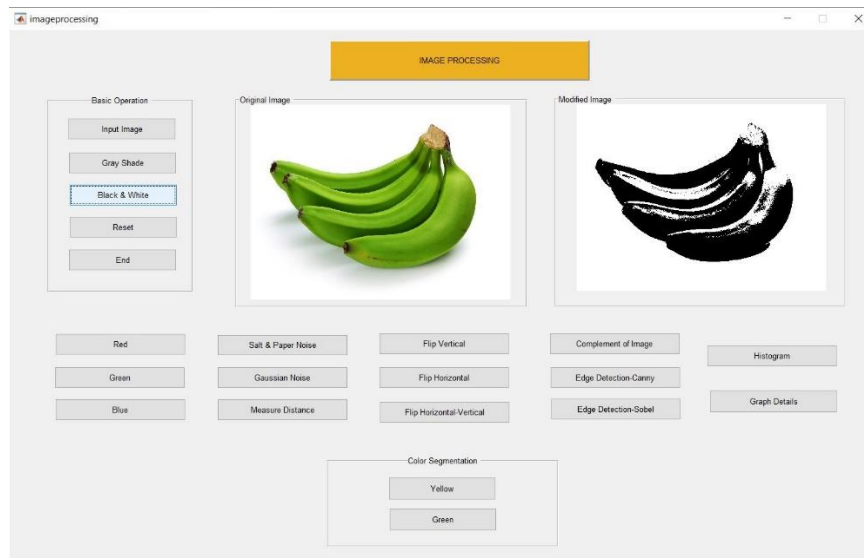 imageprocessing
IMAGE PROCESSING
Basic Operation
Input Image
Gray Shade
Black & White
Reset
End
Original Image
Modified Image
Red
Green
Blue
Salt & Paper Noise
Gaussian Noise
Measure Distance
Flip Vertical
Flip Horizontal
Flip Horizontal-Vertical
Complement of Image
Edge Detection-Canny
Edge Detection-Sobel
Histogram
Graph Details
Color Segmentation
Yellow
Green